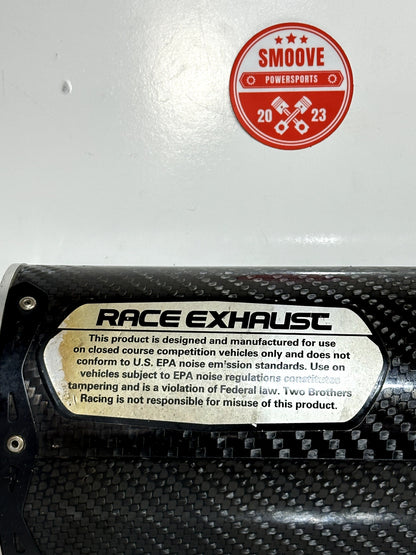 SMOOVE
POWERSPORTS
20 23
RACE EXHAUST
This product is designed and manufactured for use
on closed course competition vehicles only and does not
conform to U.S. EPA noise em'ssion standards. Use on
vehicles subject to EPA noise regulations constitutes
tampering and is a violation of Federal law. Two Brothers
Racing is not responsible for misuse of this product.